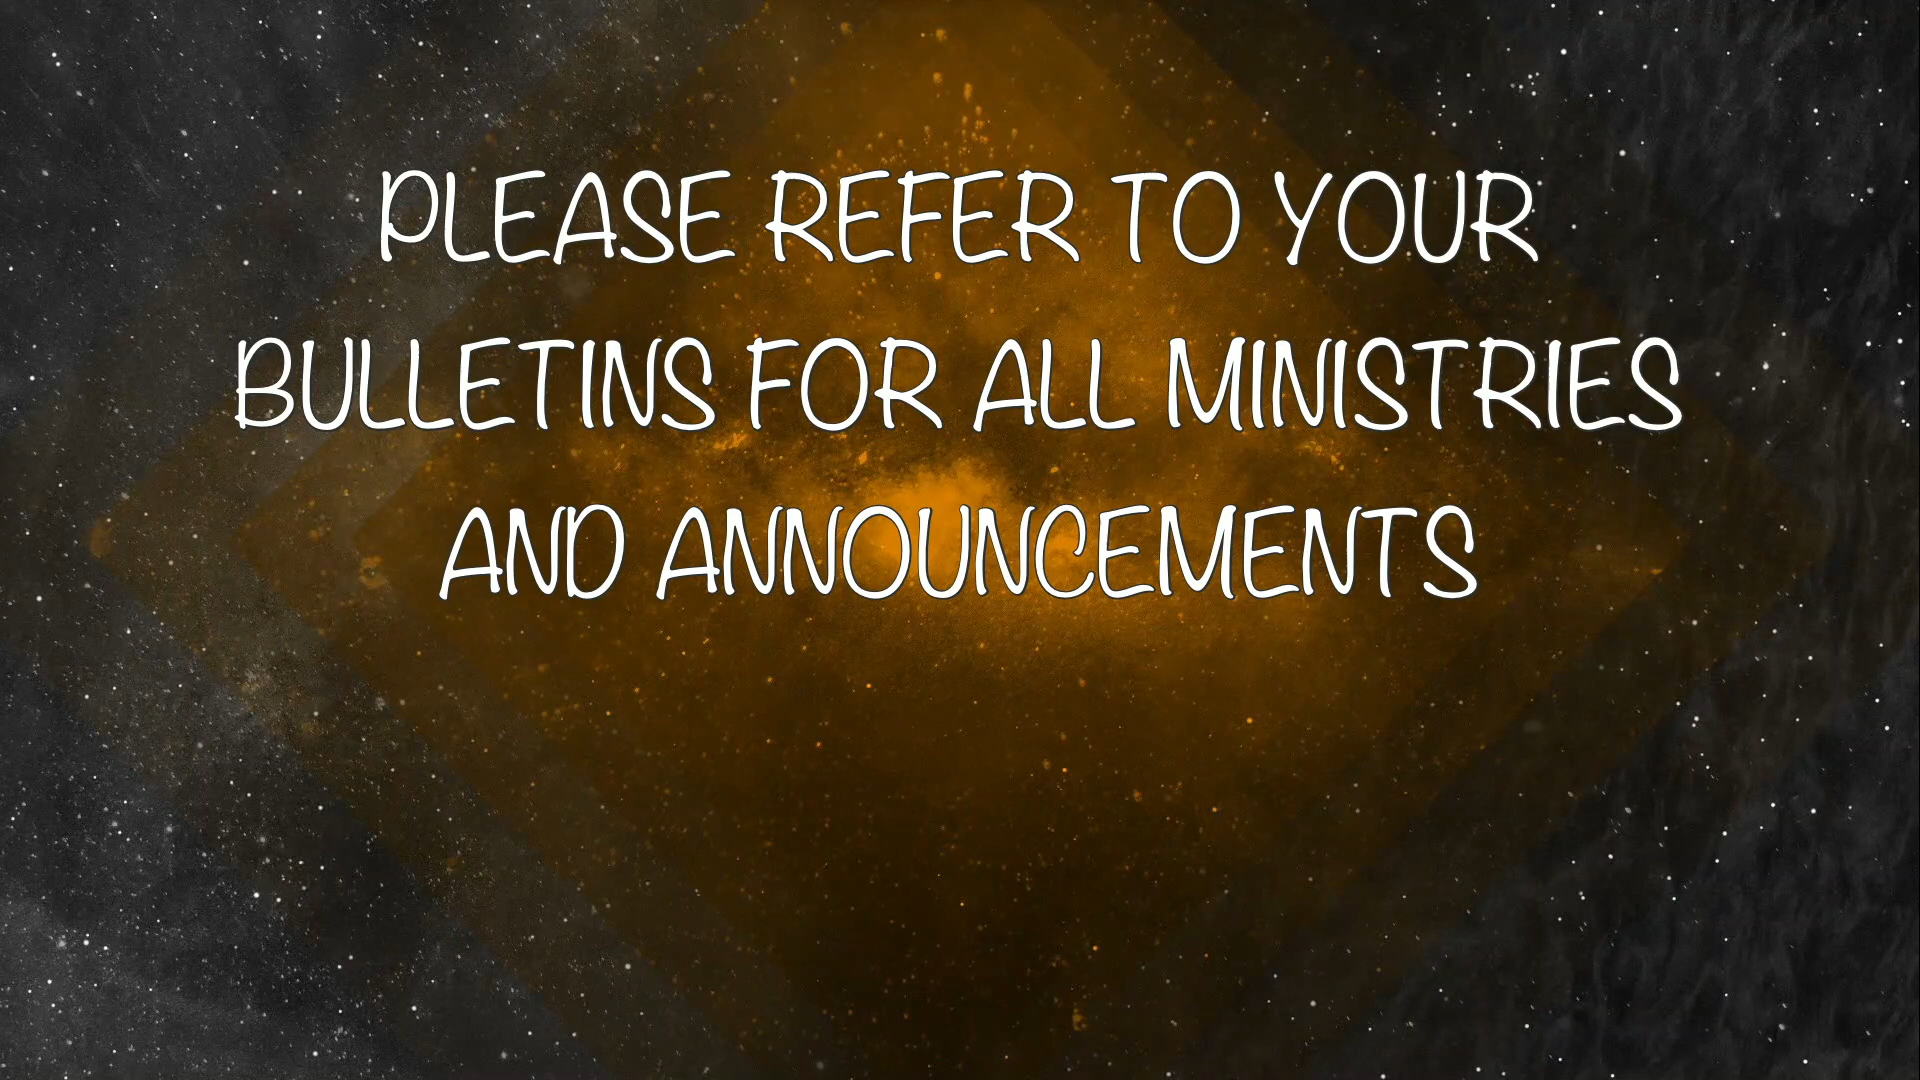 PLEASE REFER TO YOUR
BULLETINS FOR ALL MINISTRIES
AND ANNOUNCEMENTS